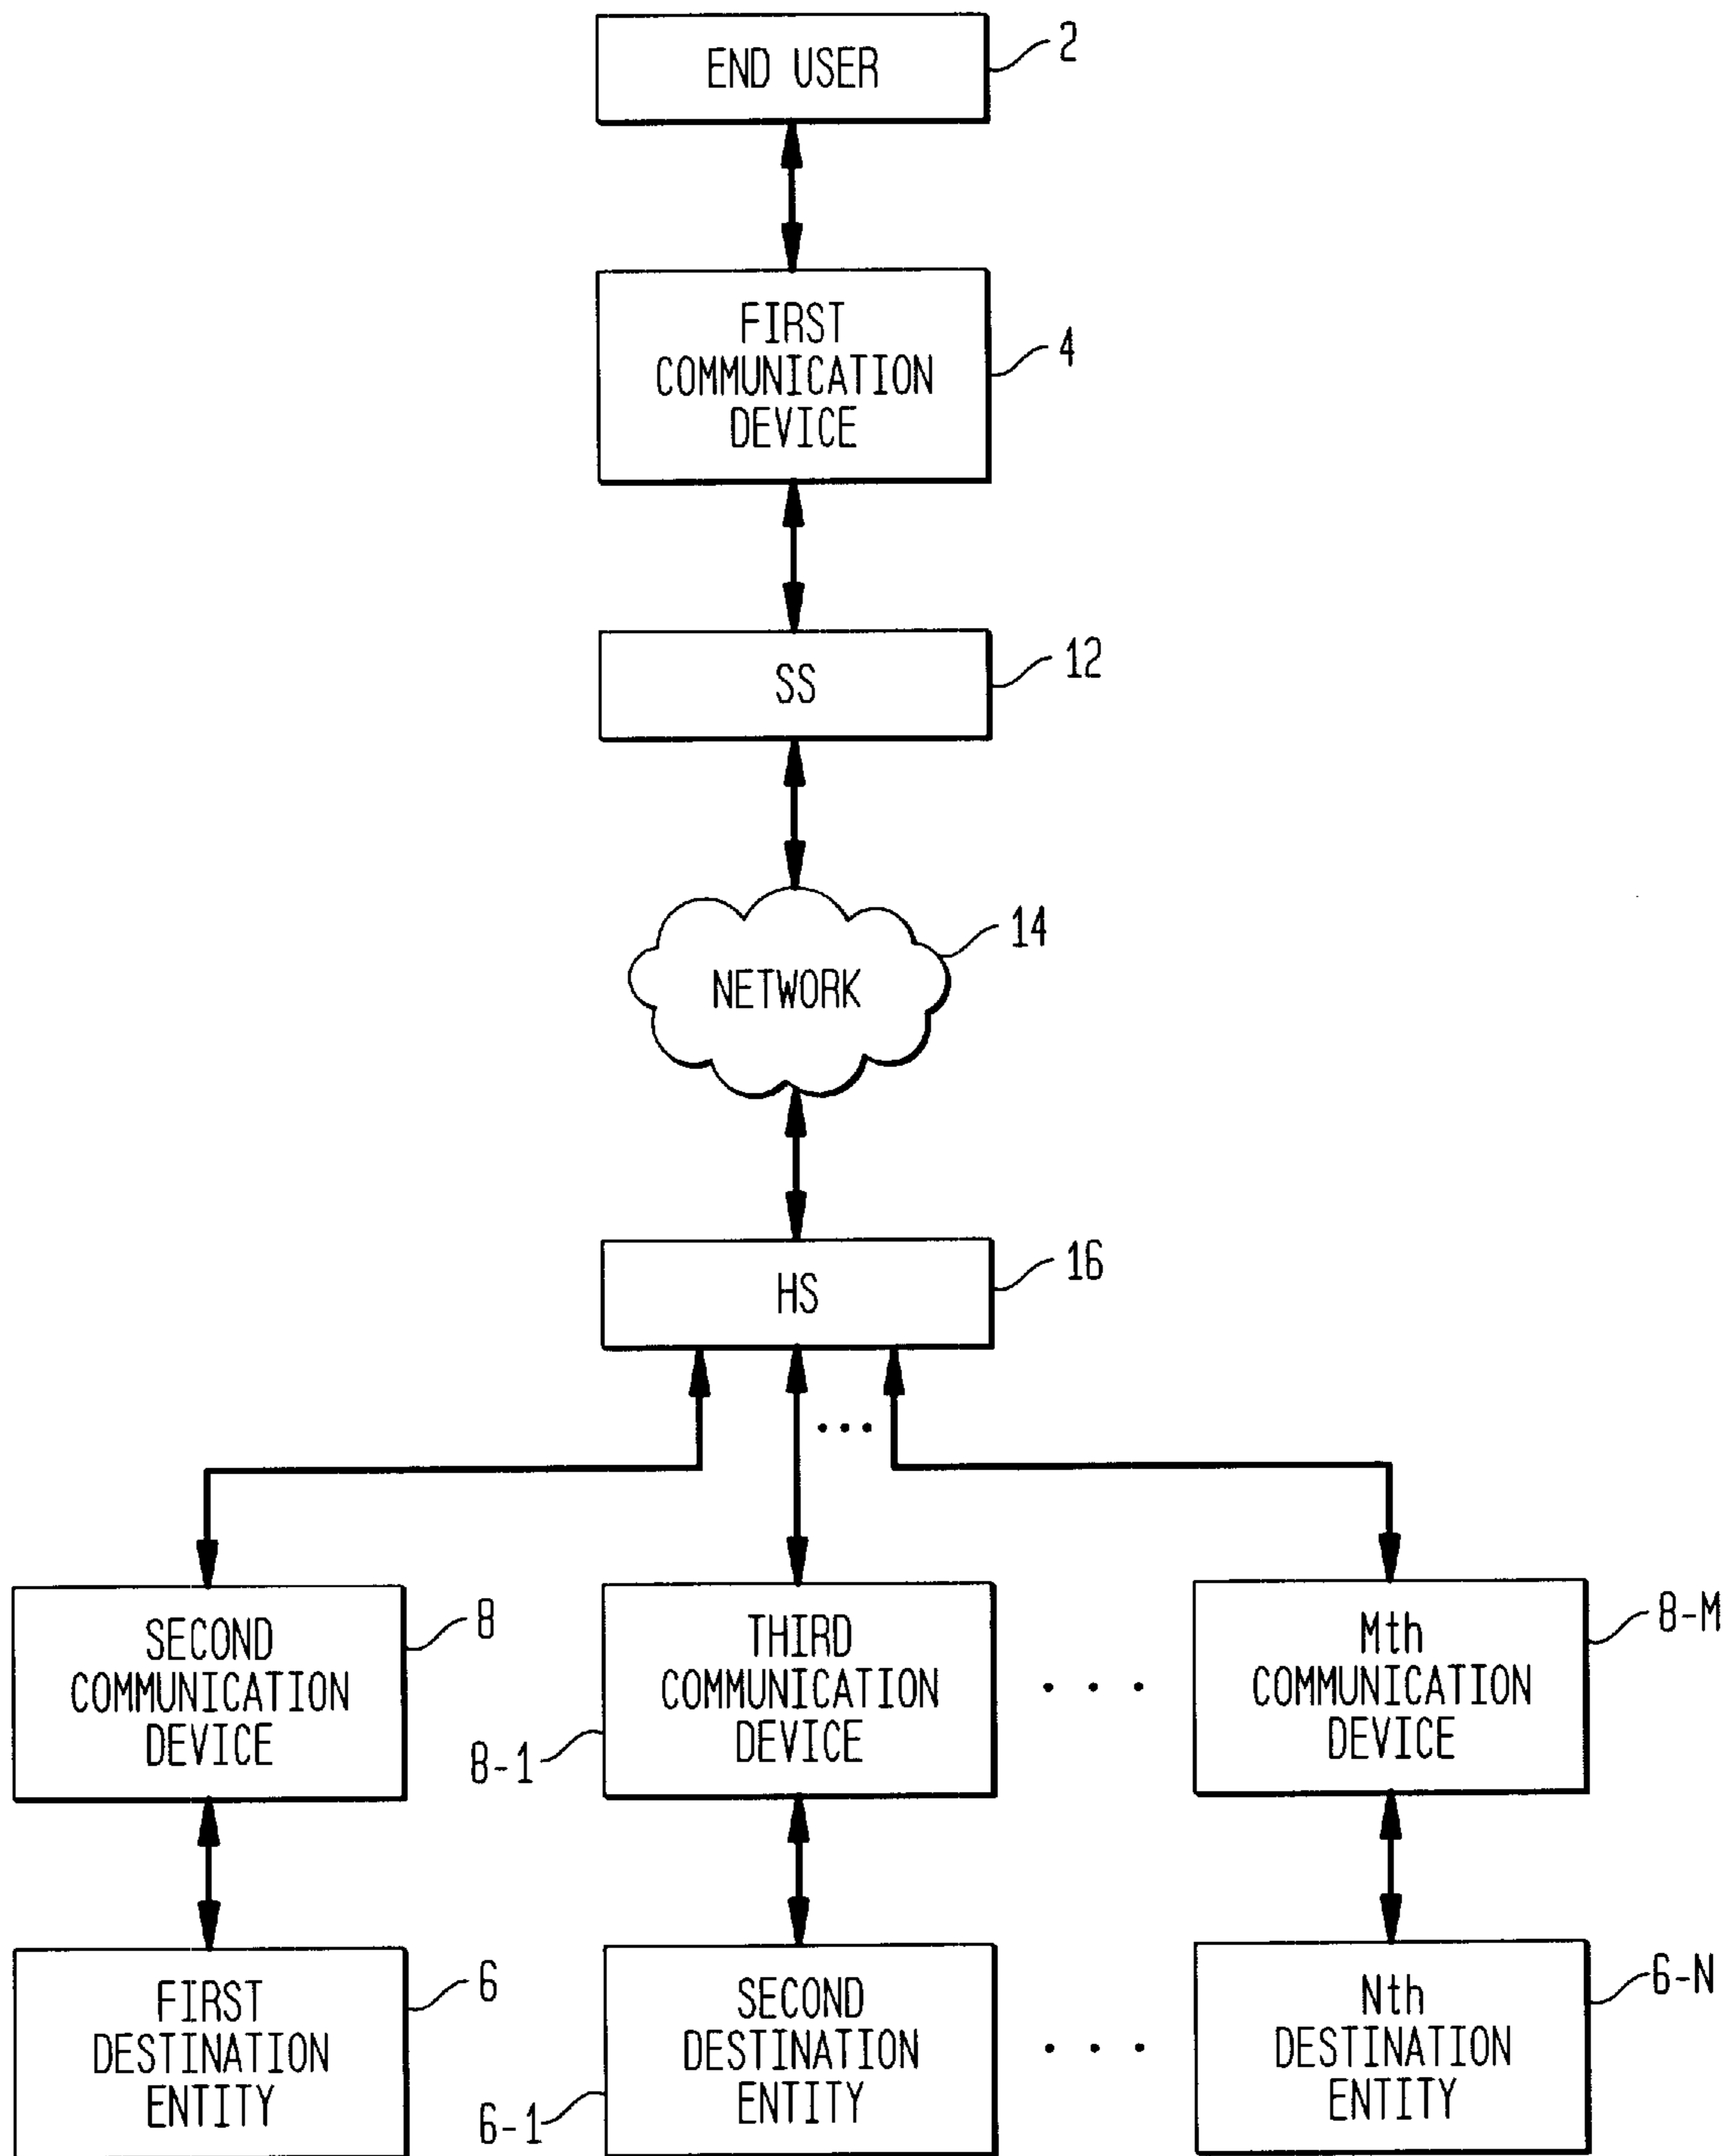 END USER
2
FIRST
COMMUNICATION
DEVICE
4
SS
12
NETWORK
14
HS
16
...
SECOND
COMMUNICATION
DEVICE
8
THIRD
COMMUNICATION
DEVICE
8-1
. . .
Mth
COMMUNICATION
DEVICE
8-M
FIRST
DESTINATION
ENTITY
6
SECOND
DESTINATION
ENTITY
6-1
. . .
Nth
DESTINATION
ENTITY
6-N